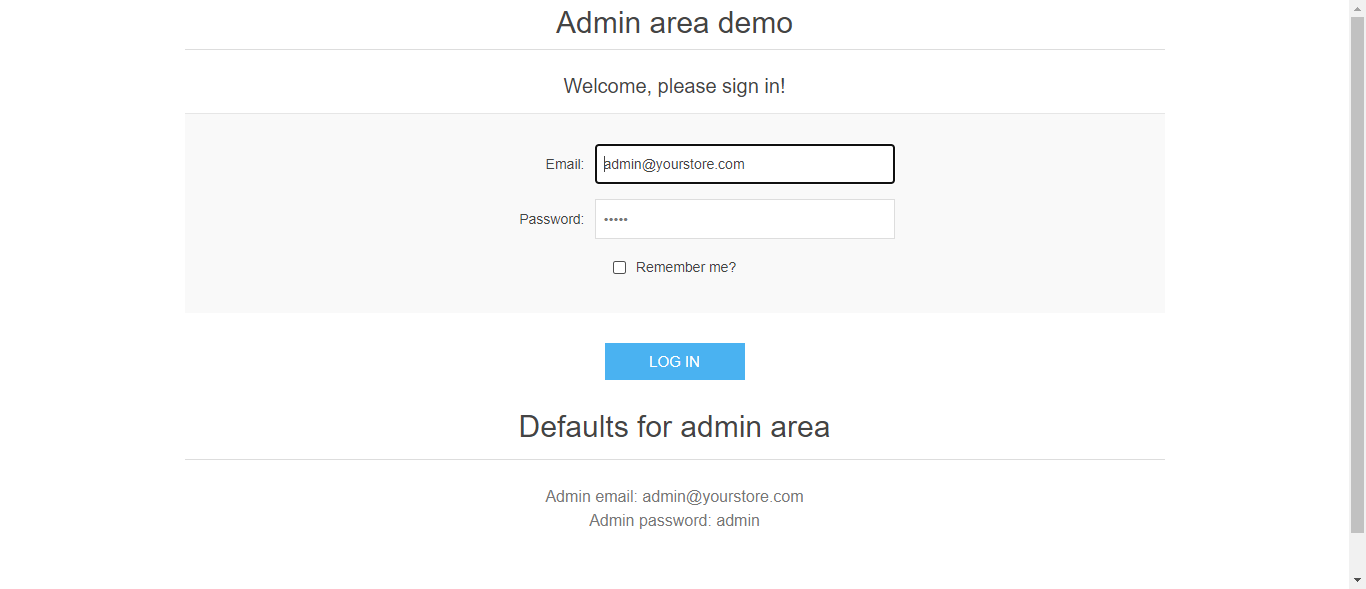 Admin area demo
Welcome, please sign in!
Email: admin@yourstore.com
Password: •••••
Remember me?
LOG IN
Defaults for admin area
Admin email: admin@yourstore.com
Admin password: admin